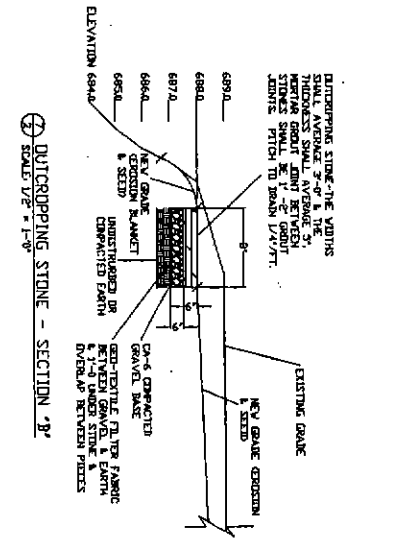 OUTCROPPING STONE-THE WIDTHS
SHALL AVERAGE 3'-0" & THE
THICKNESS SHALL AVERAGE 5".
MORTAR GROUT JOINT BETWEEN
STONES SHALL BE 1"-2" GROUT
JOINTS. PITCH TO DRAIN 1/4"/FT.
689.0
688.0
687.0
686.0
685.0
ELEVATION 684.0
EXISTING GRADE
NEW GRADE (EROSION
& SEED)
6"
6"
NEW GRADE
(EROSION BLANKET
& SEED)
CA-6 COMPACTED
GRAVEL BASE
UNDISTRURBED OR
COMPACTED EARTH
GEO-TEXTILE FILTER FABRIC
BETWEEN GRAVEL & EARTH
& 1'-0 UNDER STONE &
OVERLAP BETWEEN PIECES
7
2
OUTCROPPING STONE - SECTION "B"
SCALE: 1/2" = 1'-0"